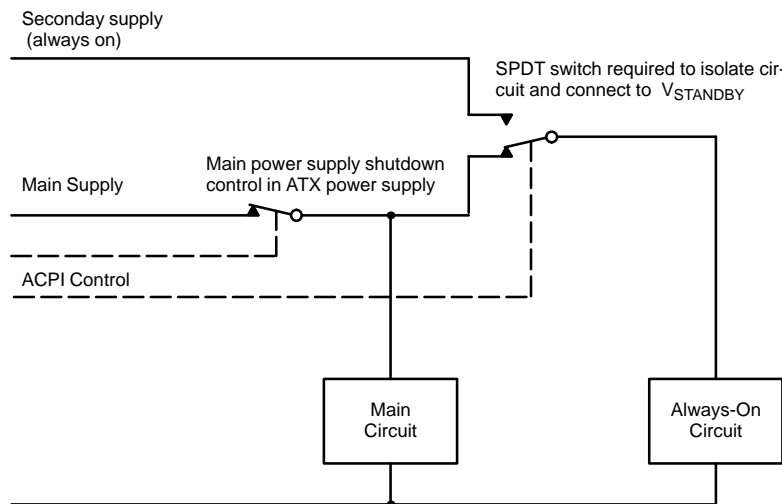 Seconday supply
(always on)
SPDT switch required to isolate cir-
cuit and connect to VSTANDBY
Main power supply shutdown
control in ATX power supply
Main Supply
ACPI Control
Main
Circuit
Always-On
Circuit